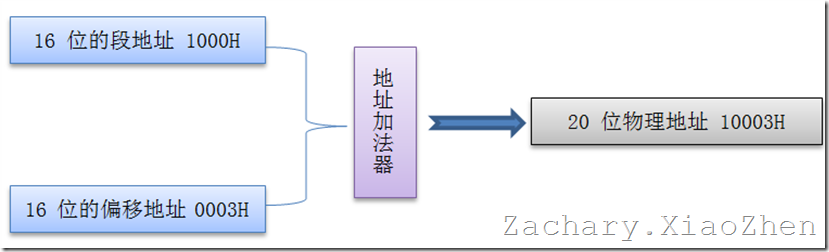 16 位的段地址 1000H
地址加法器
20 位物理地址 10003H
16 位的偏移地址 0003H
Zachary.XiaoZhen